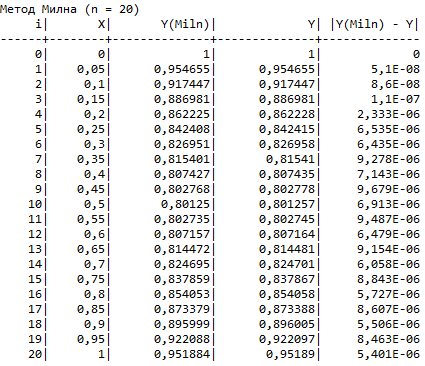 Метод Милна (n = 20)
i| X| Y(Miln)| Y| |Y(Miln) - Y|
------+--------+--------------+--------------+--------------
0| 0| 1| 1| 0
1| 0,05| 0,954655| 0,954655| 5,1E-08
2| 0,1| 0,917447| 0,917447| 8,6E-08
3| 0,15| 0,886981| 0,886981| 1,1E-07
4| 0,2| 0,862225| 0,862228| 2,333E-06
5| 0,25| 0,842408| 0,842415| 6,535E-06
6| 0,3| 0,826951| 0,826958| 6,435E-06
7| 0,35| 0,815401| 0,81541| 9,278E-06
8| 0,4| 0,807427| 0,807435| 7,143E-06
9| 0,45| 0,802768| 0,802778| 9,679E-06
10| 0,5| 0,80125| 0,801257| 6,913E-06
11| 0,55| 0,802735| 0,802745| 9,487E-06
12| 0,6| 0,807157| 0,807164| 6,479E-06
13| 0,65| 0,814472| 0,814481| 9,154E-06
14| 0,7| 0,824695| 0,824701| 6,058E-06
15| 0,75| 0,837859| 0,837867| 8,843E-06
16| 0,8| 0,854053| 0,854058| 5,727E-06
17| 0,85| 0,873379| 0,873388| 8,607E-06
18| 0,9| 0,895999| 0,896005| 5,506E-06
19| 0,95| 0,922088| 0,922097| 8,463E-06
20| 1| 0,951884| 0,95189| 5,401E-06